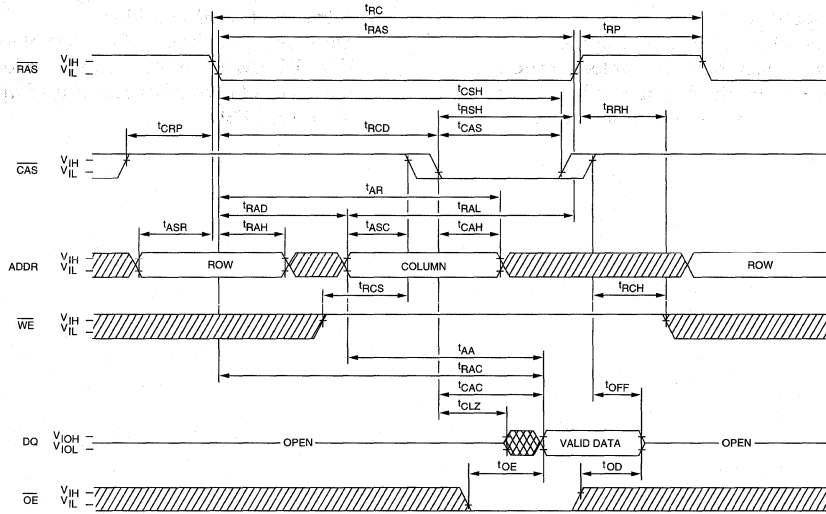 tRC
tRAS
tRP
RAS VIH
VIL
tCSH
tRSH
tRRH
tCRP
tRCD
tCAS
CAS VIH
VIL
tAR
tRAD
tRAL
tASR
tRAH
tASC
tCAH
ADDR VIH
VIL
ROW
COLUMN
ROW
tRCS
tRCH
WE VIH
VIL
tAA
tRAC
tCAC
tOFF
tCLZ
DQ VIOH
VIOL
OPEN
VALID DATA
OPEN
tOE
tOD
OE VIH
VIL